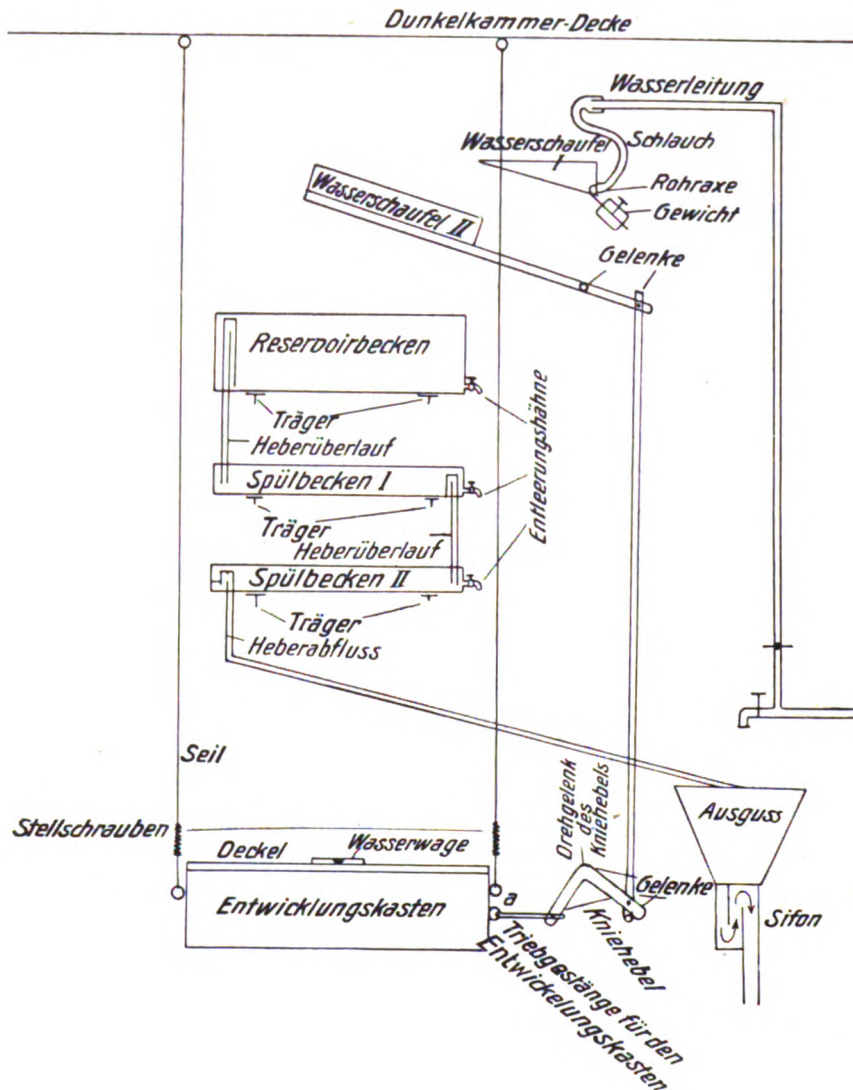 Dunkelkammer-Decke
Wasserleitung
Wasserschaufel
I
Schlauch
Rohraxe
Gewicht
Wasserschaufel II
Gelenke
Reservoirbecken
Träger
Heberüberlauf
Entleerungshähne
Spülbecken I
Träger
Heberüberlauf
Spülbecken II
Träger
Heberabfluss
Seil
Stellschrauben
Deckel
Wasserwage
Drehgelenk
des
Kniehebels
Ausguss
Entwicklungskasten
a
Gelenke
Kniehebel
Sifon
Triebgestänge für den
Entwickelungskasten